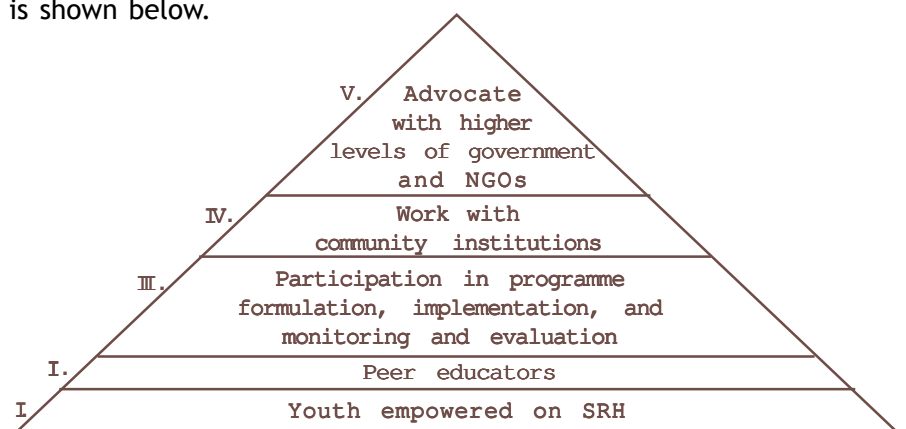 is shown below.
V. Advocate
with higher
levels of government
and NGOs
IV. Work with
community institutions
III. Participation in programme
formulation, implementation, and
monitoring and evaluation
I. Peer educators
I Youth empowered on SRH